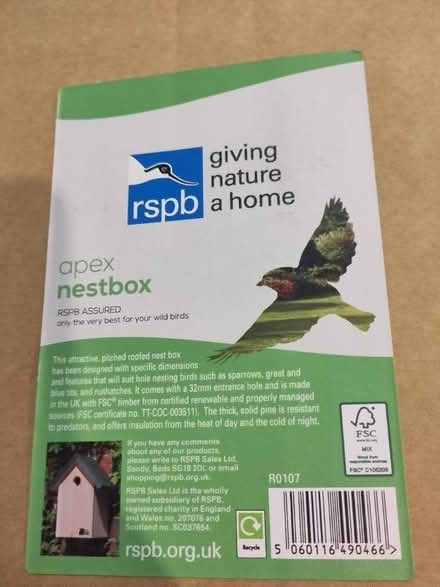 giving
nature
a home
rspb
apex
nestbox
RSPB ASSURED
only the very best for your wild birds
This attractive, pitched roofed nest box
has been designed with specific dimensions
and features that will suit hole nesting birds such as sparrows, great and
blue tits, and nuthatches. It comes with a 32mm entrance hole and is made
in the UK with FSC® timber from certified renewable and properly managed
sources (FSC certificate no. TT-COC-003511). The thick, solid pine is resistant
to predators, and offers insulation from the heat of day and the cold of night.
If you have any comments
about any of our products,
please write to RSPB Sales Ltd,
Sandy, Beds SG19 2DL or email
shopping@rspb.org.uk.
RSPB Sales Ltd is the wholly
owned subsidiary of RSPB,
registered charity in England
and Wales no. 207076 and
Scotland no. SC037654.
rspb.org.uk
Recycle
R0107
5 060116 490466 >
FSC
www.fsc.org
MIX
Wood from
responsible sources
FSC®